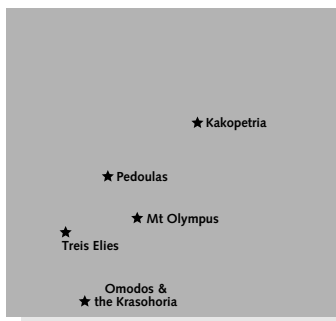 Kakopetria
Pedoulas
Mt Olympus
Treis Elies
Omodos &
the Krasohoria